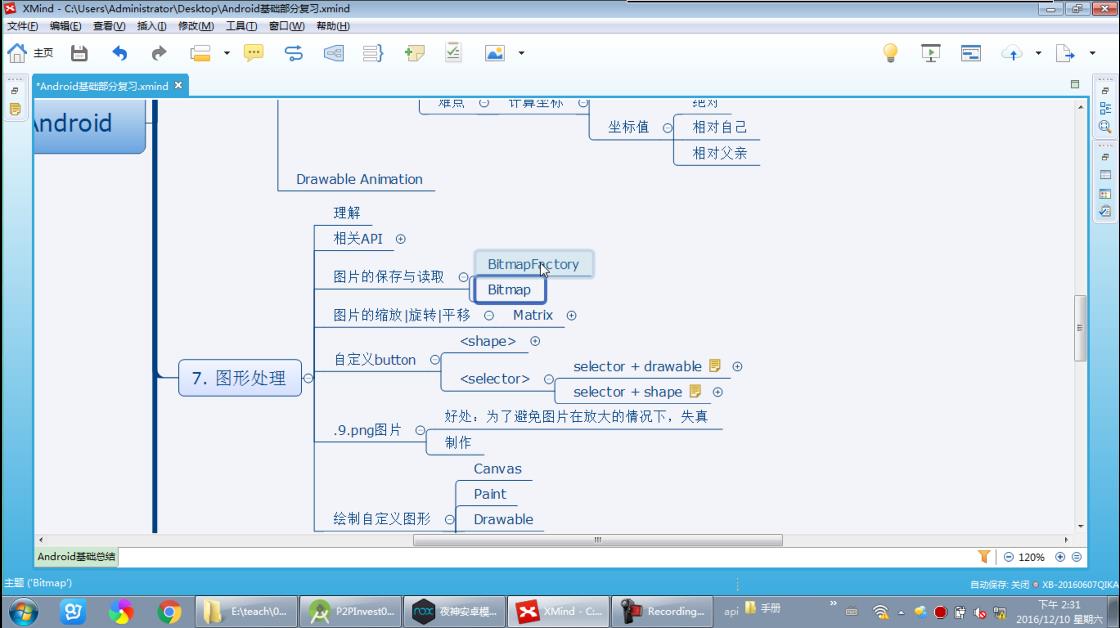 XMind - C:\Users\Administrator\Desktop\Android基础部分复习.xmind
文件(F) 编辑(E) 查看(V) 插入(I) 修改(M) 工具(T) 窗口(W) 帮助(H)
主页
*Android基础部分复习.xmind
难点 计算坐标 绝对
Android
坐标值 相对自己
相对父亲
Drawable Animation
理解
相关API
BitmapFactory
图片的保存与读取
Bitmap
图片的缩放|旋转|平移 Matrix
<shape>
自定义button
selector + drawable
<selector>
selector + shape
7. 图形处理
好处：为了避免图片在放大的情况下，失真
.9.png图片
制作
Canvas
Paint
绘制自定义图形 Drawable
Android基础总结
120%
主题 ('Bitmap')
自动保存: 关闭 XB-20160607QIKA
E:\teach\0...
P2PInvest0...
nox 夜神安卓模...
XMind - C:...
Recording...
api 手册
下午 2:31
2016/12/10 星期六